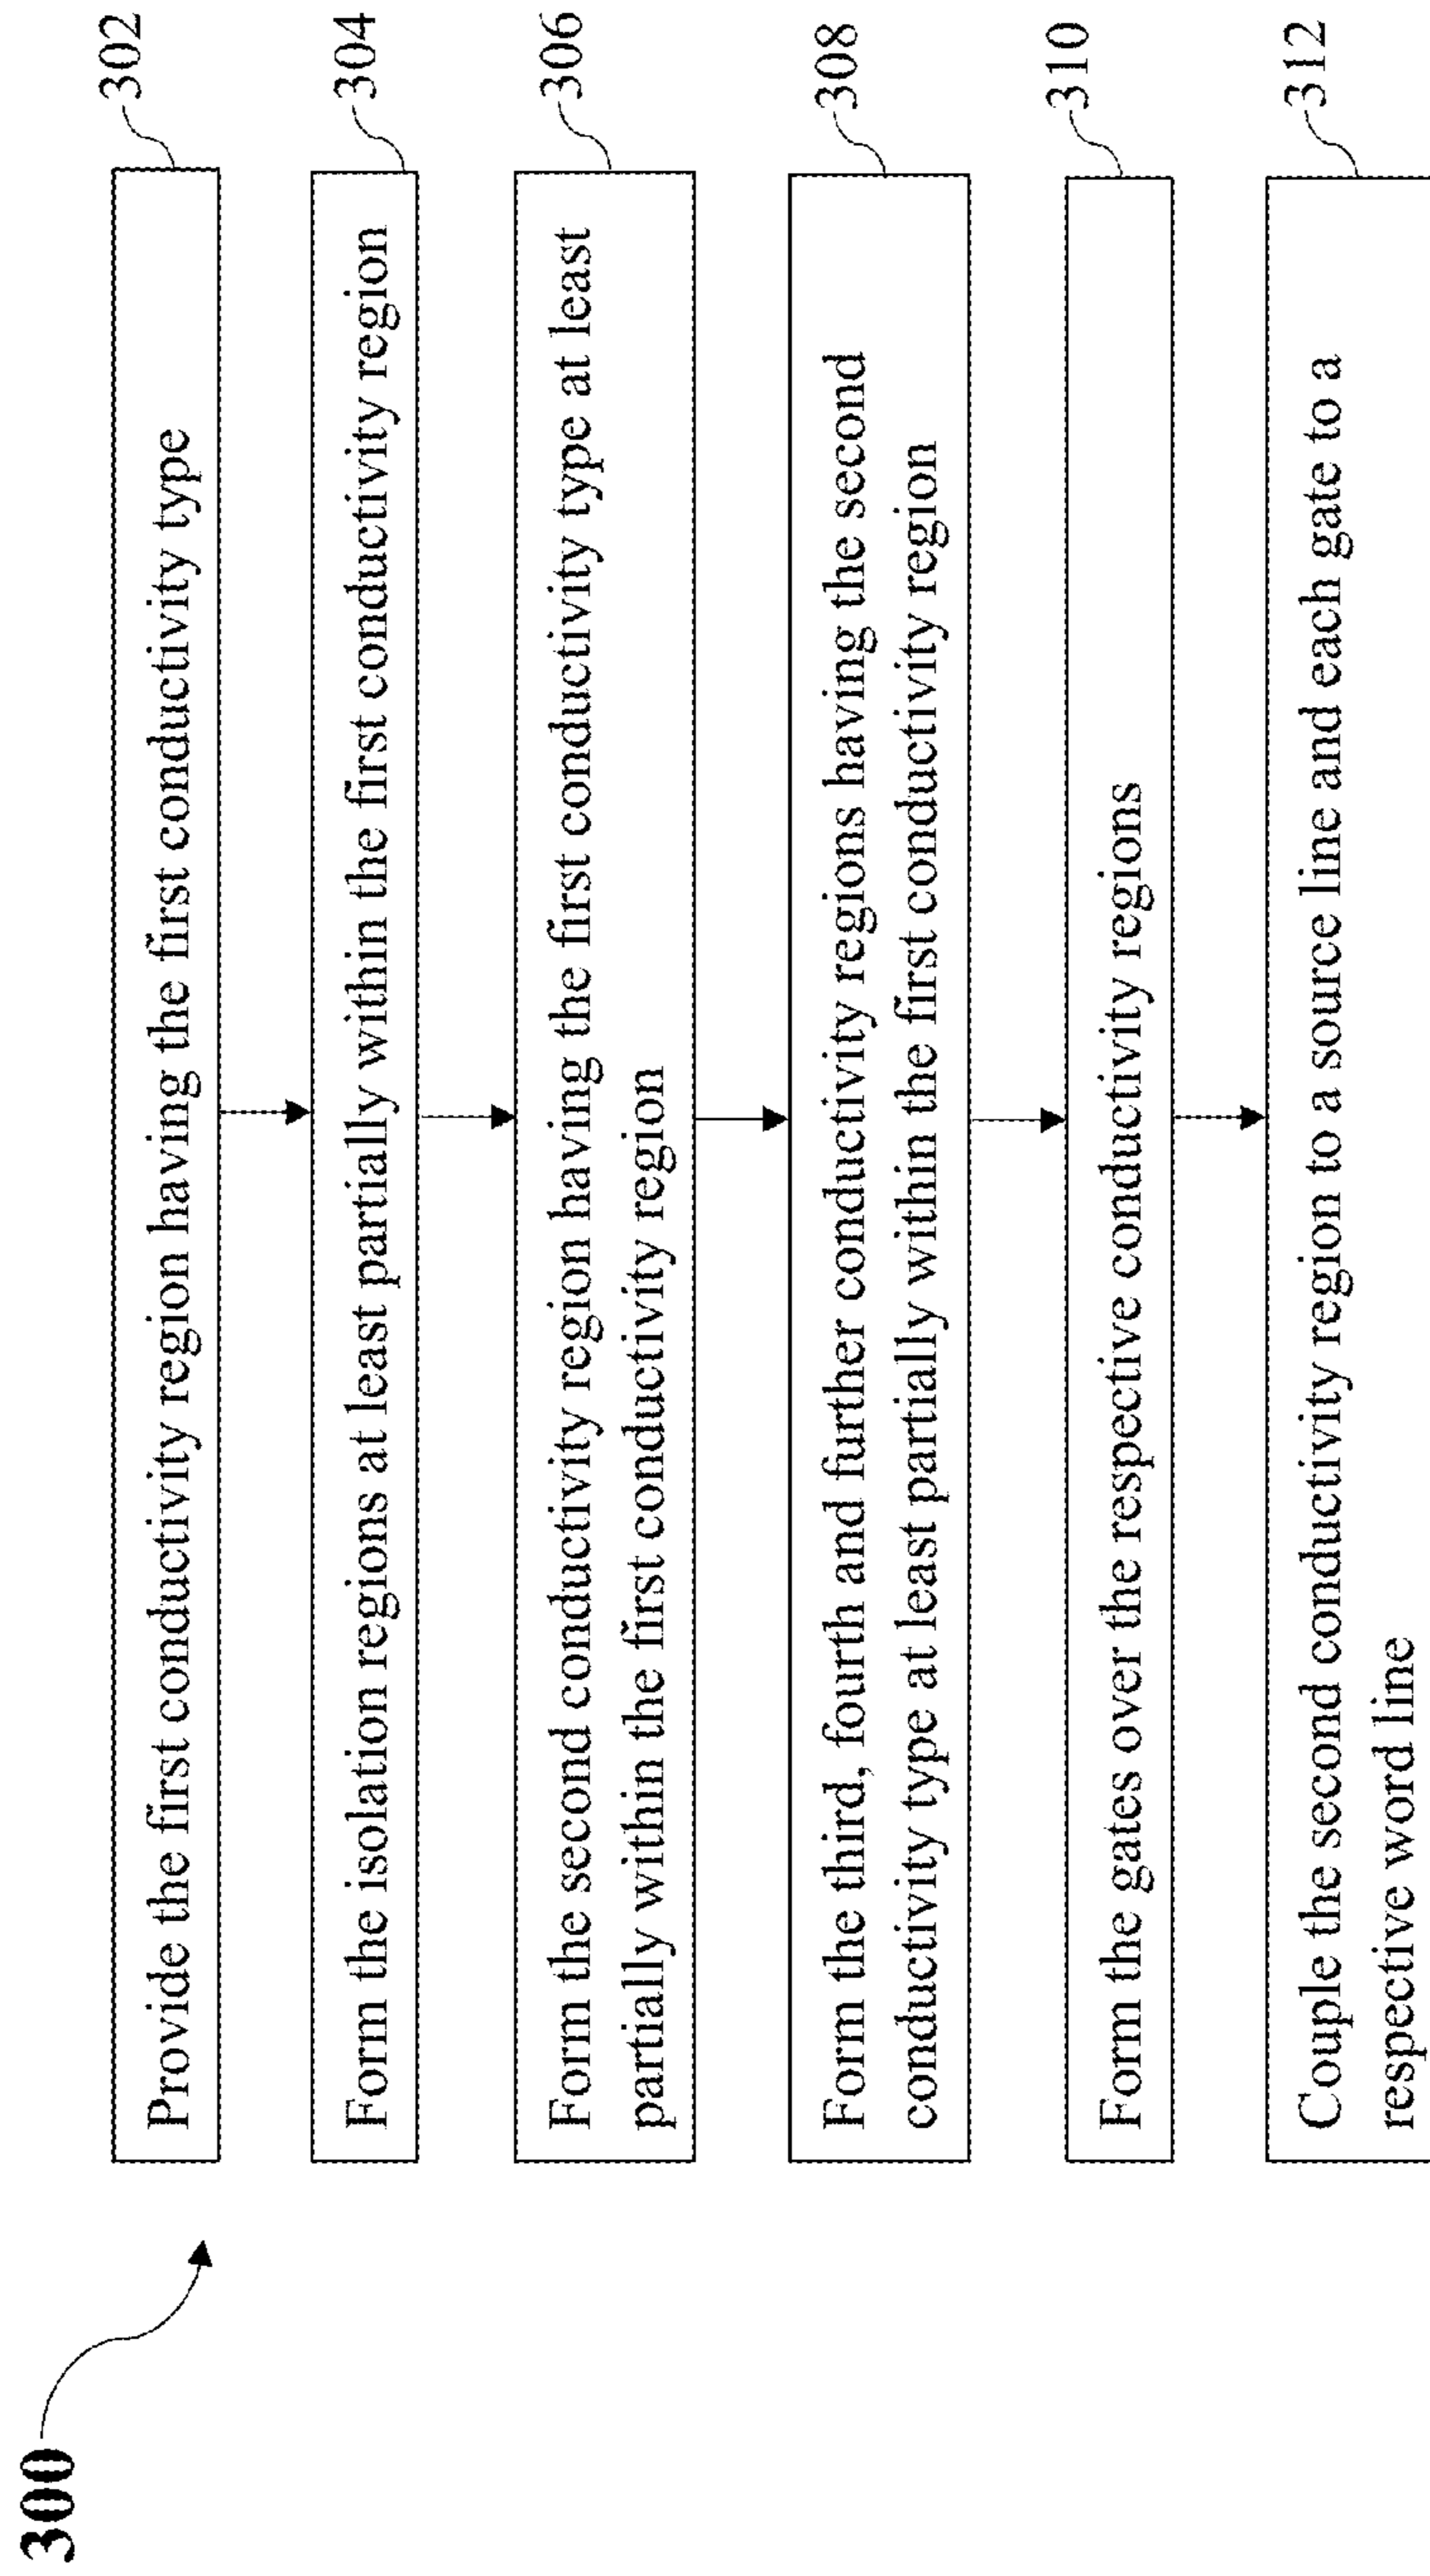 300
Provide the first conductivity region having the first conductivity type
302
Form the isolation regions at least partially within the first conductivity region
304
Form the second conductivity region having the first conductivity type at least
partially within the first conductivity region
306
Form the third, fourth and further conductivity regions having the second
conductivity type at least partially within the first conductivity region
308
Form the gates over the respective conductivity regions
310
Couple the second conductivity region to a source line and each gate to a
respective word line
312